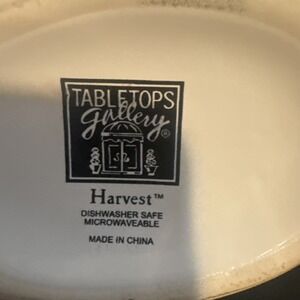 TABLETOPS
gallery®
Harvest™
DISHWASHER SAFE
MICROWAVEABLE
MADE IN CHINA